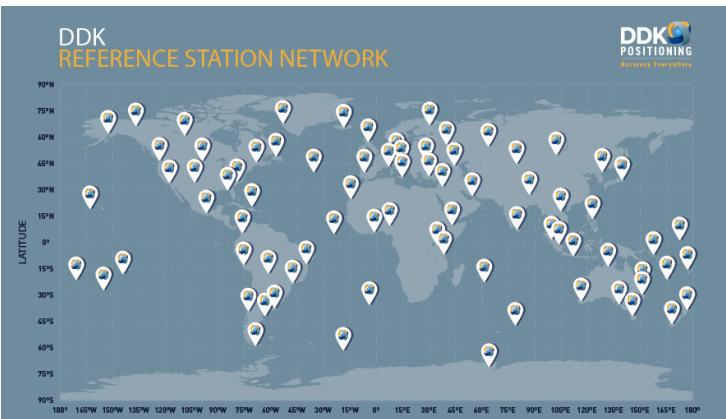 DDK
REFERENCE STATION NETWORK
DDK
POSITIONING
Accuracy Everywhere
90°N
75°N
60°N
45°N
30°N
15°N
0°
15°S
30°S
45°S
60°S
75°S
90°S
LATITUDE
180° 165°W 150°W 135°W 120°W 105°W 90°W 75°W 60°W 45°W 30°W 15°W 0° 15°E 30°E 45°E 60°E 75°E 90°E 105°E 120°E 135°E 150°E 165°E 180°